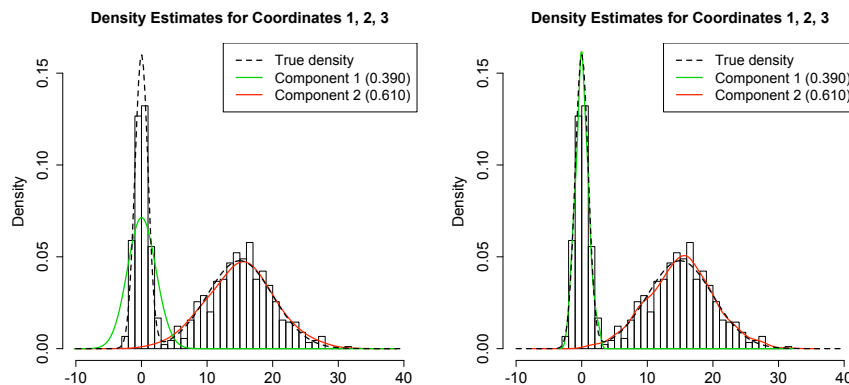 Density Estimates for Coordinates 1, 2, 3
True density
Component 1 (0.390)
Component 2 (0.610)
Density
0.15
0.10
0.05
0.00
-10 0 10 20 30 40
Density Estimates for Coordinates 1, 2, 3
True density
Component 1 (0.390)
Component 2 (0.610)
Density
0.15
0.10
0.05
0.00
-10 0 10 20 30 40